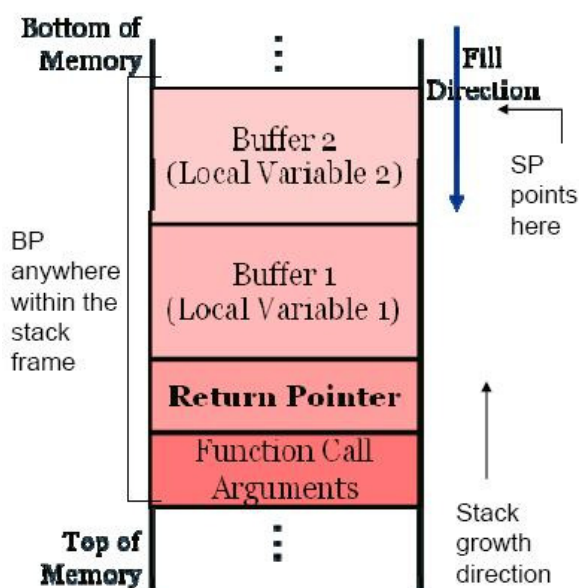 Bottom of
Memory
Fill
Direction
Buffer 2
(Local Variable 2)
SP
points
here
BP
anywhere
within the
stack
frame
Buffer 1
(Local Variable 1)
Return Pointer
Function Call
Arguments
Top of
Memory
Stack
growth
direction